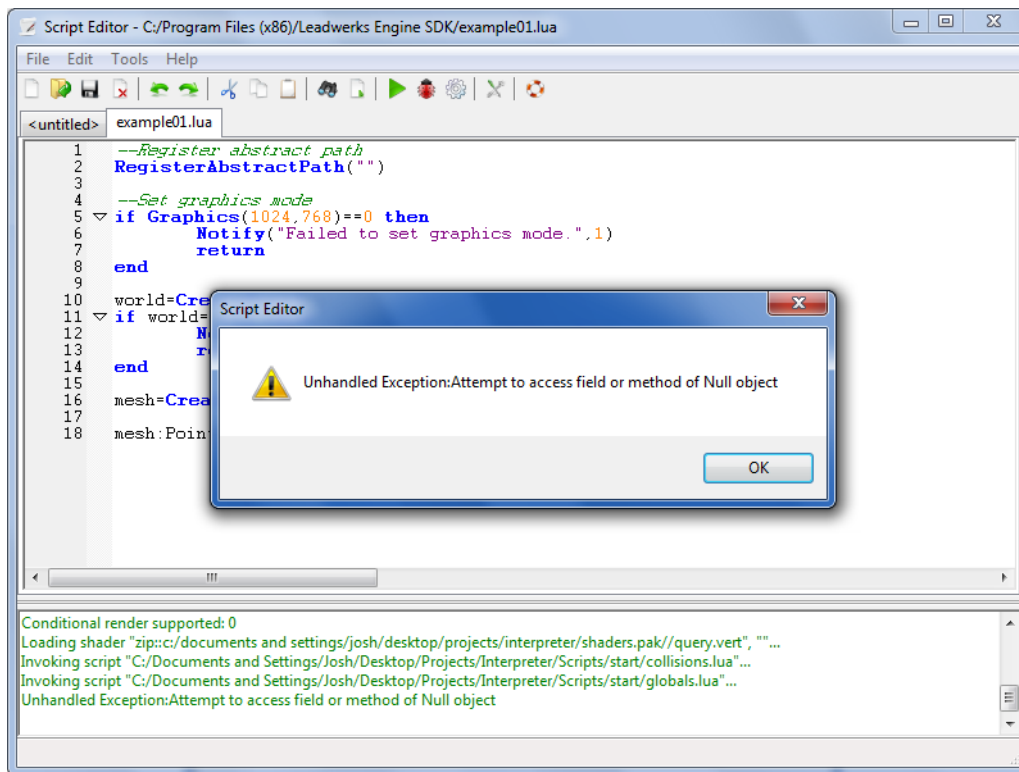 Script Editor - C:/Program Files (x86)/Leadwerks Engine SDK/example01.lua
File Edit Tools Help
<untitled> example01.lua
1 --Register abstract path
2 RegisterAbstractPath("")
3
4 --Set graphics mode
5 if Graphics(1024,768)==0 then
6 Notify("Failed to set graphics mode.",1)
7 return
8 end
9
10 world=Cre
11 if world=
12 N
13 r
14 end
15
16 mesh=Crea
17
18 mesh:Poin
Script Editor
Unhandled Exception:Attempt to access field or method of Null object
OK
Conditional render supported: 0
Loading shader "zip::c:/documents and settings/josh/desktop/projects/interpreter/shaders.pak//query.vert", ""...
Invoking script "C:/Documents and Settings/Josh/Desktop/Projects/Interpreter/Scripts/start/collisions.lua"...
Invoking script "C:/Documents and Settings/Josh/Desktop/Projects/Interpreter/Scripts/start/globals.lua"...
Unhandled Exception:Attempt to access field or method of Null object